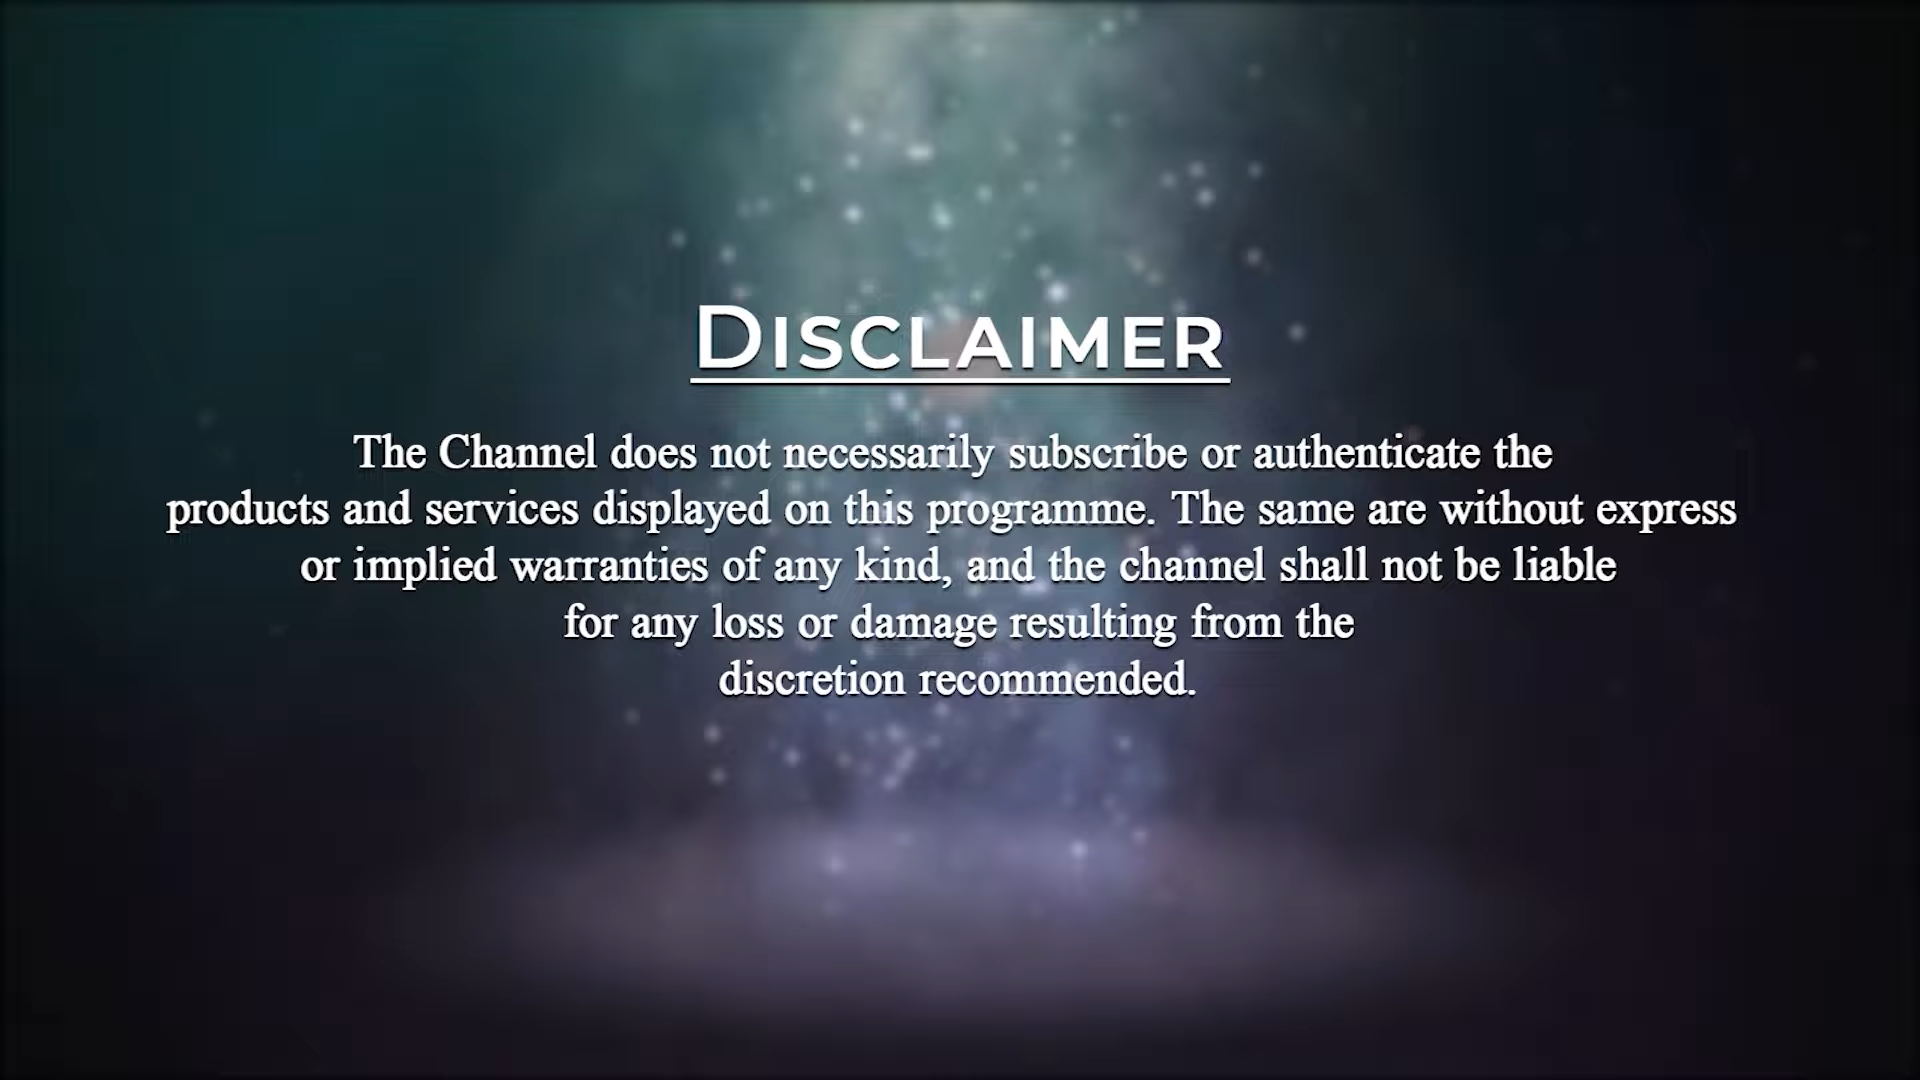 DISCLAIMER
The Channel does not necessarily subscribe or authenticate the
products and services displayed on this programme. The same are without express
or implied warranties of any kind, and the channel shall not be liable
for any loss or damage resulting from the
discretion recommended.